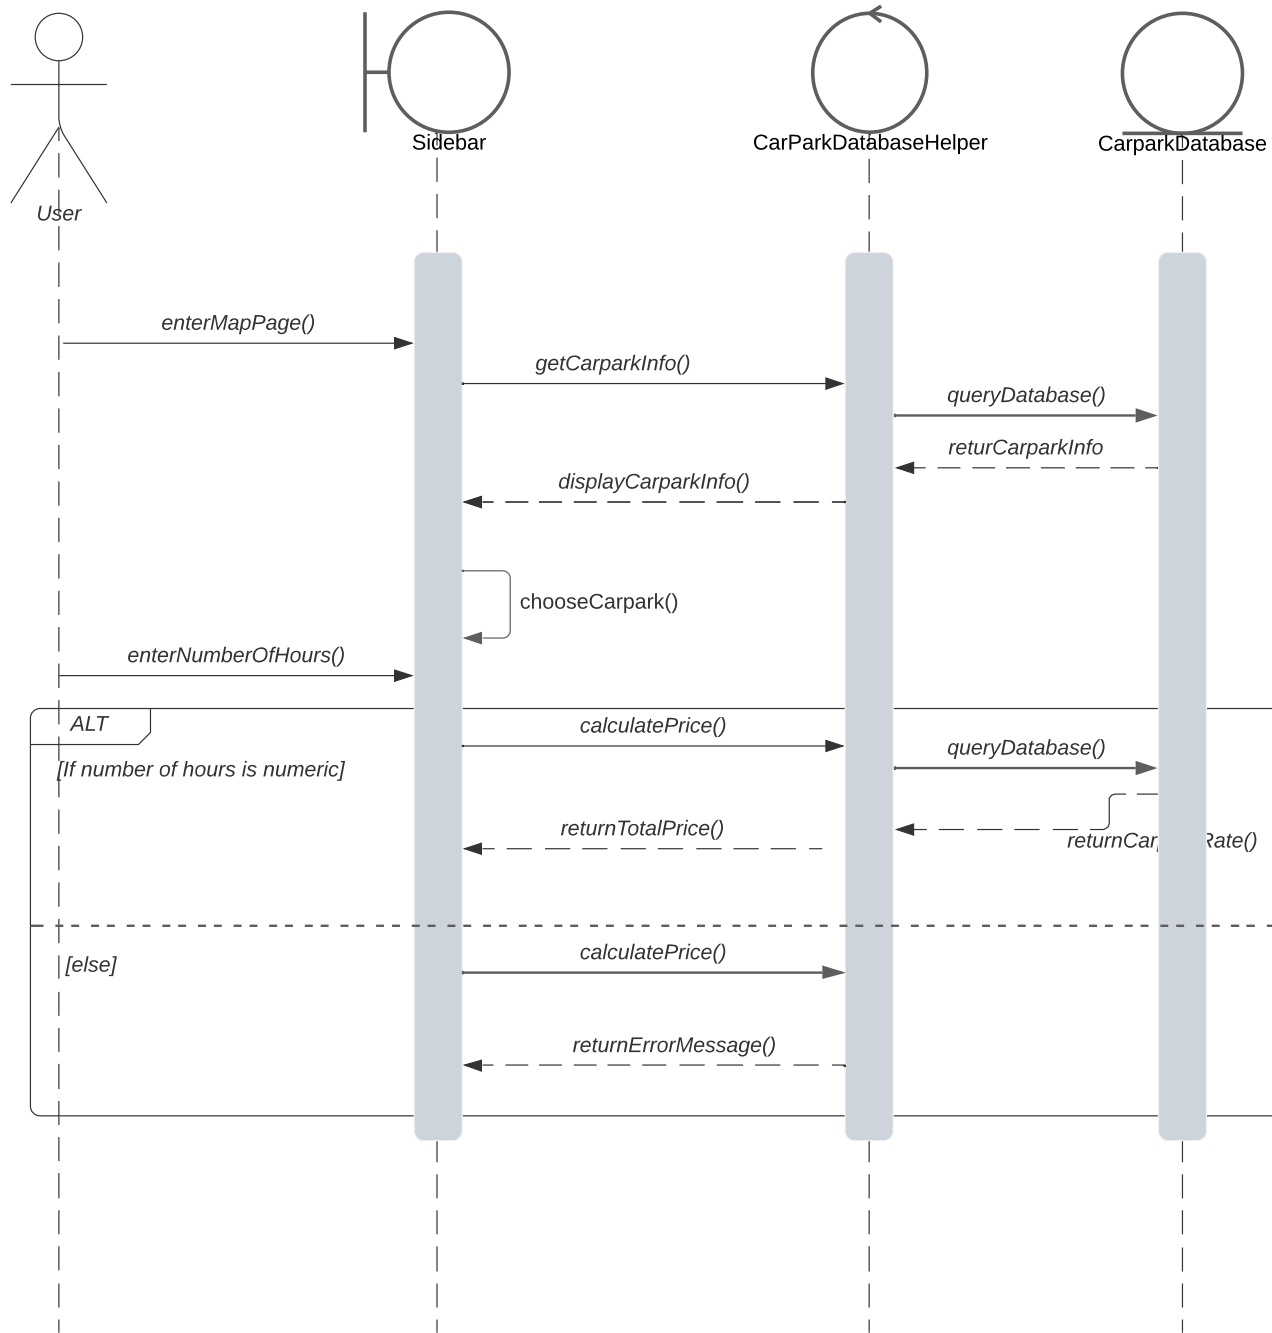 Sidebar
CarParkDatabaseHelper
CarparkDatabase
User
enterMapPage()
getCarparkInfo()
queryDatabase()
returCarparkInfo
displayCarparkInfo()
chooseCarpark()
enterNumberOfHours()
ALT
calculatePrice()
queryDatabase()
[If number of hours is numeric]
returnTotalPrice()
[else]
calculatePrice()
returnErrorMessage()